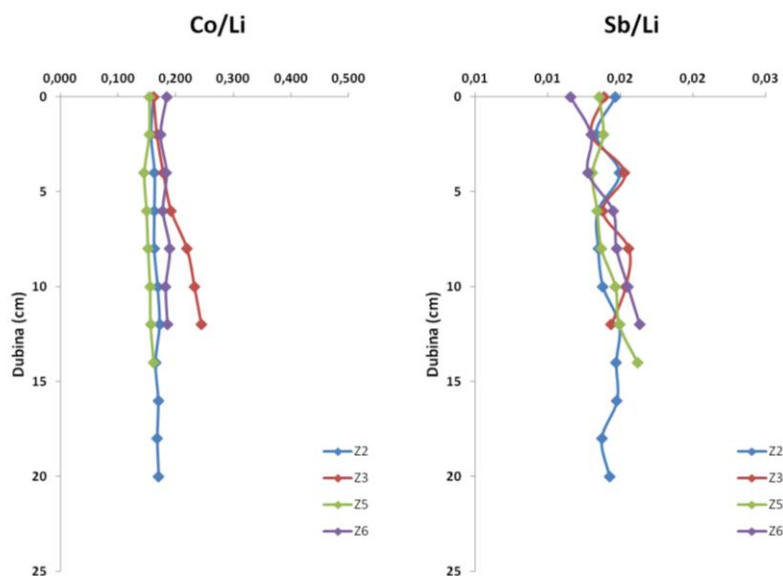 Co/Li
0,000 0,100 0,200 0,300 0,400 0,500
0
5
10
15
20
25
Dubina (cm)
Z2
Z3
Z5
Z6
Sb/Li
0,01 0,01 0,02 0,02 0,03
0
5
10
15
20
25
Dubina (cm)
Z2
Z3
Z5
Z6